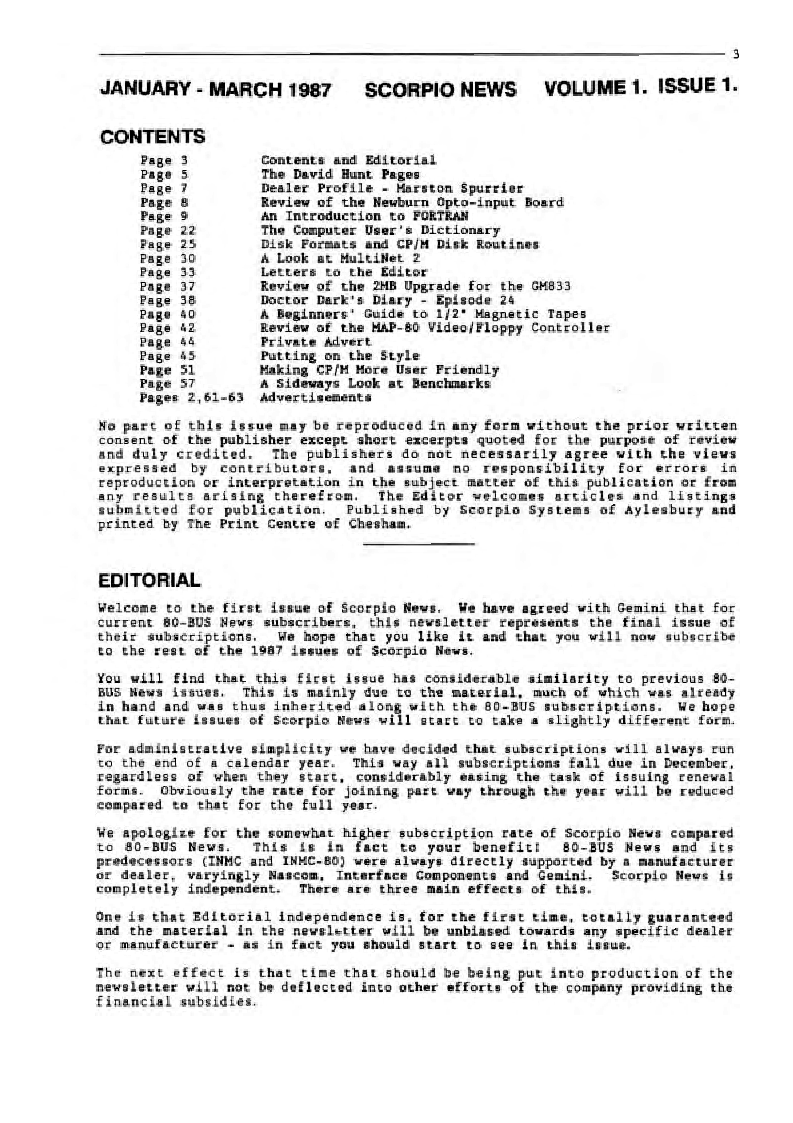 3
JANUARY - MARCH 1987 SCORPIO NEWS VOLUME 1. ISSUE 1.
CONTENTS
Page 3 Contents and Editorial
Page 5 The David Hunt Pages
Page 7 Dealer Profile - Marston Spurrier
Page 8 Review of the Newburn Opto-input Board
Page 9 An Introduction to FORTRAN
Page 22 The Computer User's Dictionary
Page 25 Disk Formats and CP/M Disk Routines
Page 30 A Look at MultiNet 2
Page 33 Letters to the Editor
Page 37 Review of the 2MB Upgrade for the GM833
Page 38 Doctor Dark's Diary - Episode 24
Page 40 A Beginners' Guide to 1/2" Magnetic Tapes
Page 42 Review of the MAP-80 Video/Floppy Controller
Page 44 Private Advert
Page 45 Putting on the Style
Page 51 Making CP/M More User Friendly
Page 57 A Sideways Look at Benchmarks
Pages 2,61-63 Advertisements
No part of this issue may be reproduced in any form without the prior written
consent of the publisher except short excerpts quoted for the purpose of review
and duly credited. The publishers do not necessarily agree with the views
expressed by contributors, and assume no responsibility for errors in
reproduction or interpretation in the subject matter of this publication or from
any results arising therefrom. The Editor welcomes articles and listings
submitted for publication. Published by Scorpio Systems of Aylesbury and
printed by The Print Centre of Chesham.
EDITORIAL
Welcome to the first issue of Scorpio News. We have agreed with Gemini that for
current 80-BUS News subscribers, this newsletter represents the final issue of
their subscriptions. We hope that you like it and that you will now subscribe
to the rest of the 1987 issues of Scorpio News.
You will find that this first issue has considerable similarity to previous 80-
BUS News issues. This is mainly due to the material, much of which was already
in hand and was thus inherited along with the 80-BUS subscriptions. We hope
that future issues of Scorpio News will start to take a slightly different form.
For administrative simplicity we have decided that subscriptions will always run
to the end of a calendar year. This way all subscriptions fall due in December,
regardless of when they start, considerably easing the task of issuing renewal
forms. Obviously the rate for joining part way through the year will be reduced
compared to that for the full year.
We apologize for the somewhat higher subscription rate of Scorpio News compared
to 80-BUS News. This is in fact to your benefit! 80-BUS News and its
predecessors (INMC and INMC-80) were always directly supported by a manufacturer
or dealer, varyingly Nascom, Interface Components and Gemini. Scorpio News is
completely independent. There are three main effects of this.
One is that Editorial independence is, for the first time, totally guaranteed
and the material in the newsletter will be unbiased towards any specific dealer
or manufacturer - as in fact you should start to see in this issue.
The next effect is that time that should be being put into production of the
newsletter will not be deflected into other efforts of the company providing the
financial subsidies.